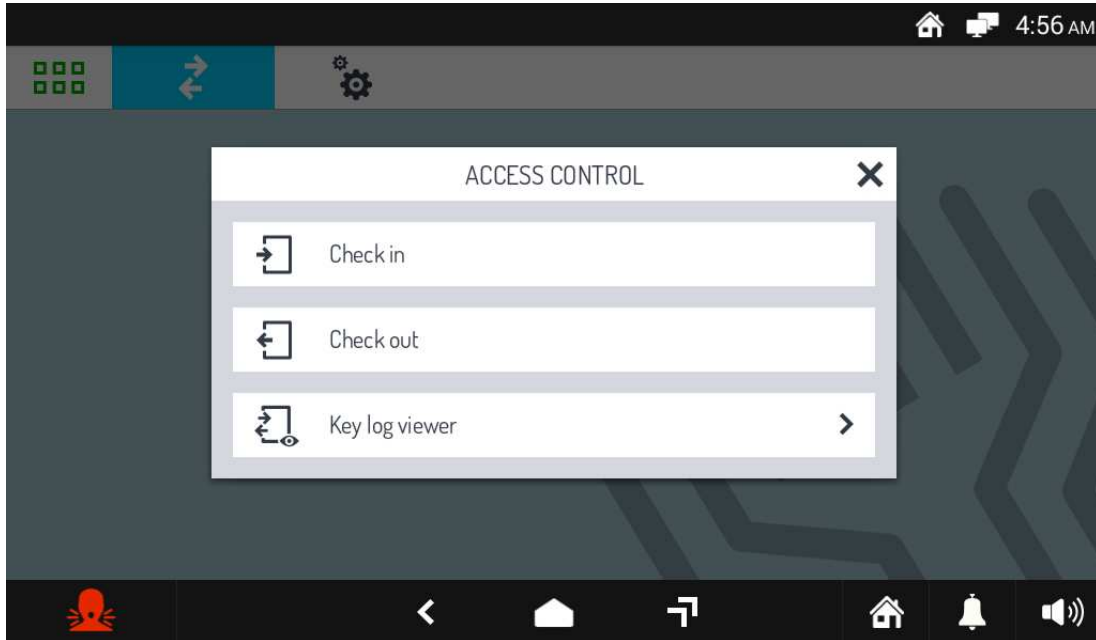 4:56 AM
ACCESS CONTROL
Check in
Check out
Key log viewer